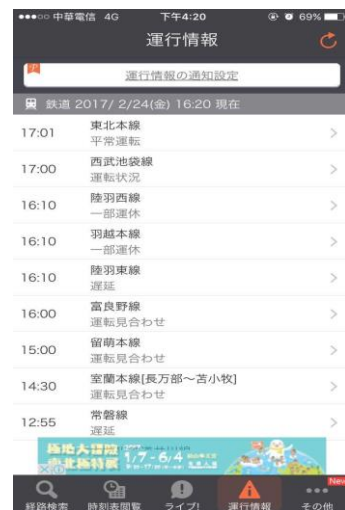 中華電信 4G 下午4:20 69%
運行情報
運行情報の通知設定
鉄道 2017/ 2/24(金) 16:20 現在
17:01 東北本線
平常運転
17:00 西武池袋線
運転状況
16:10 陸羽西線
一部運休
16:10 羽越本線
一部運休
16:10 陸羽東線
遅延
16:00 富良野線
運転見合わせ
15:00 留萌本線
運転見合わせ
14:30 室蘭本線[長万部〜苫小牧]
運転見合わせ
12:55 常磐線
遅延
極地大冒險
1/7-6/4
New
経路検索 時刻表閲覧 ライブ! 運行情報 その他